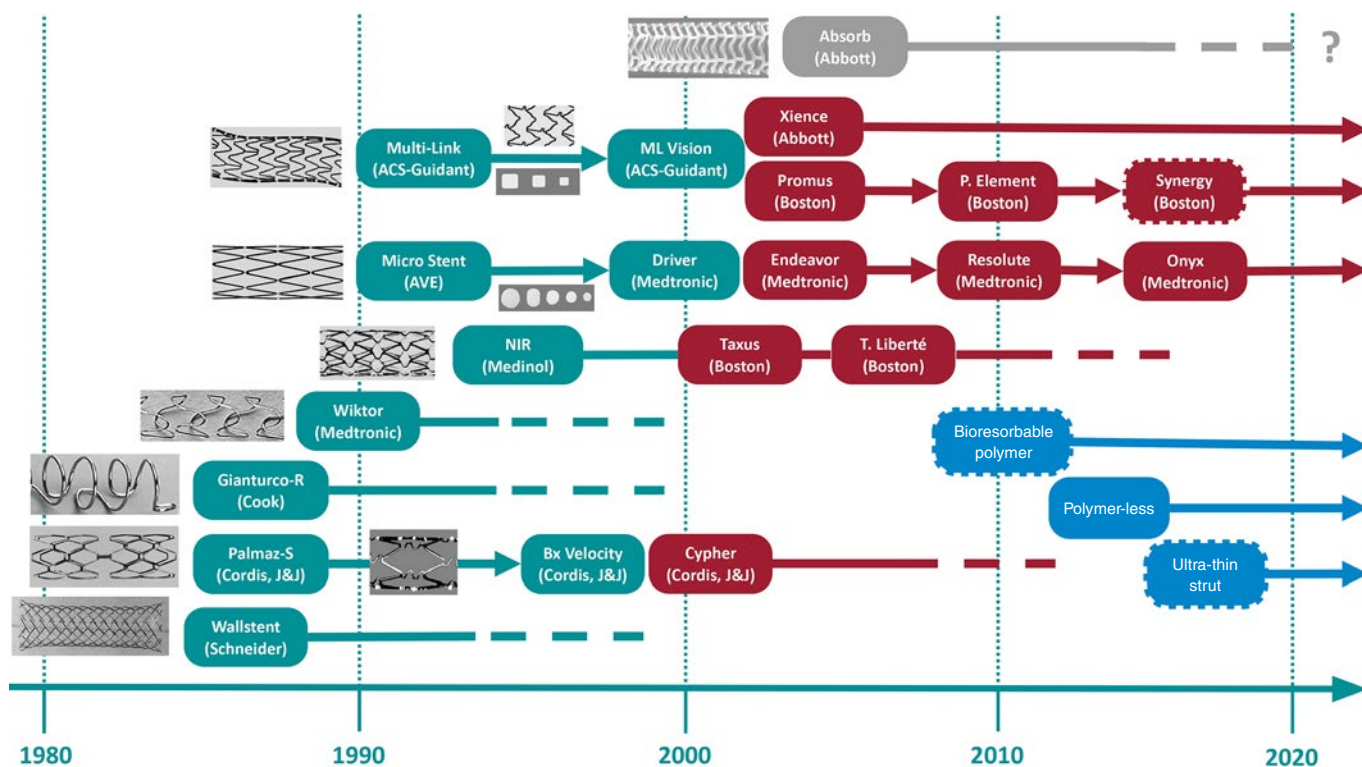 Absorb
(Abbott)
?
Xience
(Abbott)
Multi-Link
(ACS-Guidant)
ML Vision
(ACS-Guidant)
Promus
(Boston)
P. Element
(Boston)
Synergy
(Boston)
Micro Stent
(AVE)
Driver
(Medtronic)
Endeavor
(Medtronic)
Resolute
(Medtronic)
Onyx
(Medtronic)
NIR
(Medinol)
Taxus
(Boston)
T. Liberté
(Boston)
Wiktor
(Medtronic)
Bioresorbable
polymer
Gianturco-R
(Cook)
Polymer-less
Palmaz-S
(Cordis, J&J)
Bx Velocity
(Cordis, J&J)
Cypher
(Cordis, J&J)
Ultra-thin
strut
Wallstent
(Schneider)
1980
1990
2000
2010
2020